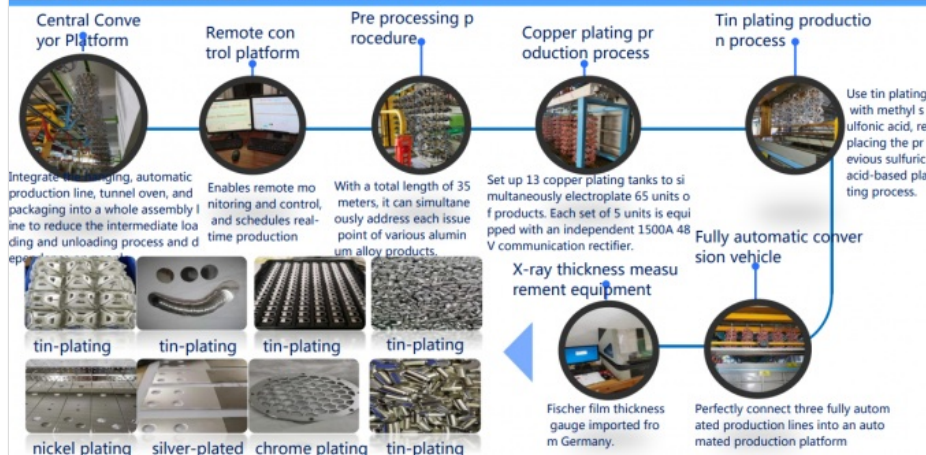 Central Conve
yor Platform
Remote con
trol platform
Pre processing p
rocedure
Copper plating pr
oduction process
Tin plating productio
n process
Integrate the hanging, automatic
production line, tunnel oven, and
packaging into a whole assembly l
ine to reduce the intermediate loa
ding and unloading process and d
Enables remote mo
nitoring and control,
and schedules real-
time production
With a total length of 35
meters, it can simultane
ously address each issue
point of various alumin
um alloy products.
Set up 13 copper plating tanks to si
multaneously electroplate 65 units o
f products. Each set of 5 units is equi
pped with an independent 1500A 48
V communication rectifier.
Use tin plating
with methyl s
ulfonic acid, re
placing the pr
evious sulfuric
acid-based pla
ting process.
Fully automatic conver
sion vehicle
X-ray thickness measu
rement equipment
tin-plating
tin-plating
tin-plating
tin-plating
nickel plating
silver-plated
chrome plating
tin-plating
Fischer film thickness
gauge imported fro
m Germany.
Perfectly connect three fully autom
ated production lines into an auto
mated production platform